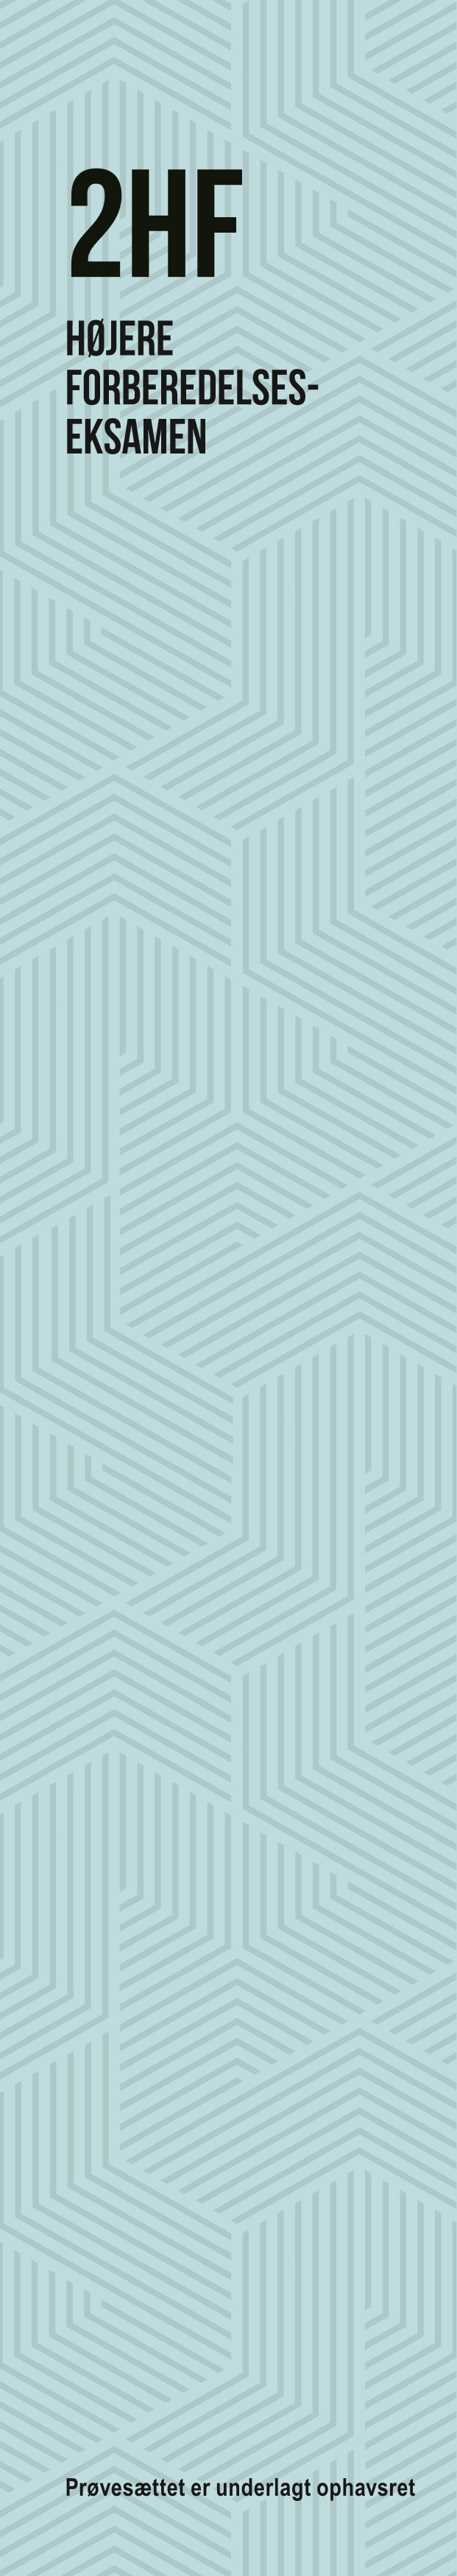 2HF
HØJERE
FORBEREDELSES-
EKSAMEN
Prøvesættet er underlagt ophavsret